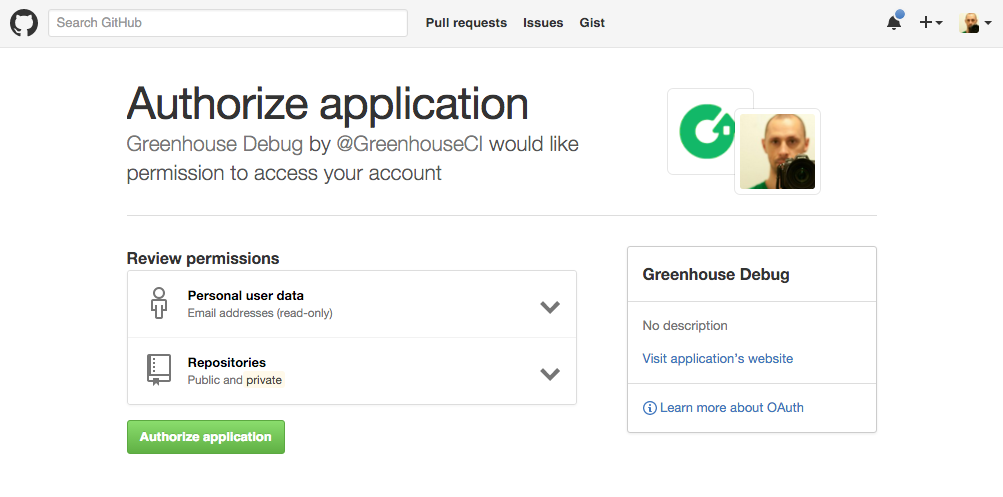 Search GitHub
Pull requests
Issues
Gist
Authorize application
Greenhouse Debug by @GreenhouseCI would like
permission to access your account
Review permissions
Personal user data
Email addresses (read-only)
Repositories
Public and private
Authorize application
Greenhouse Debug
No description
Visit application's website
Learn more about OAuth